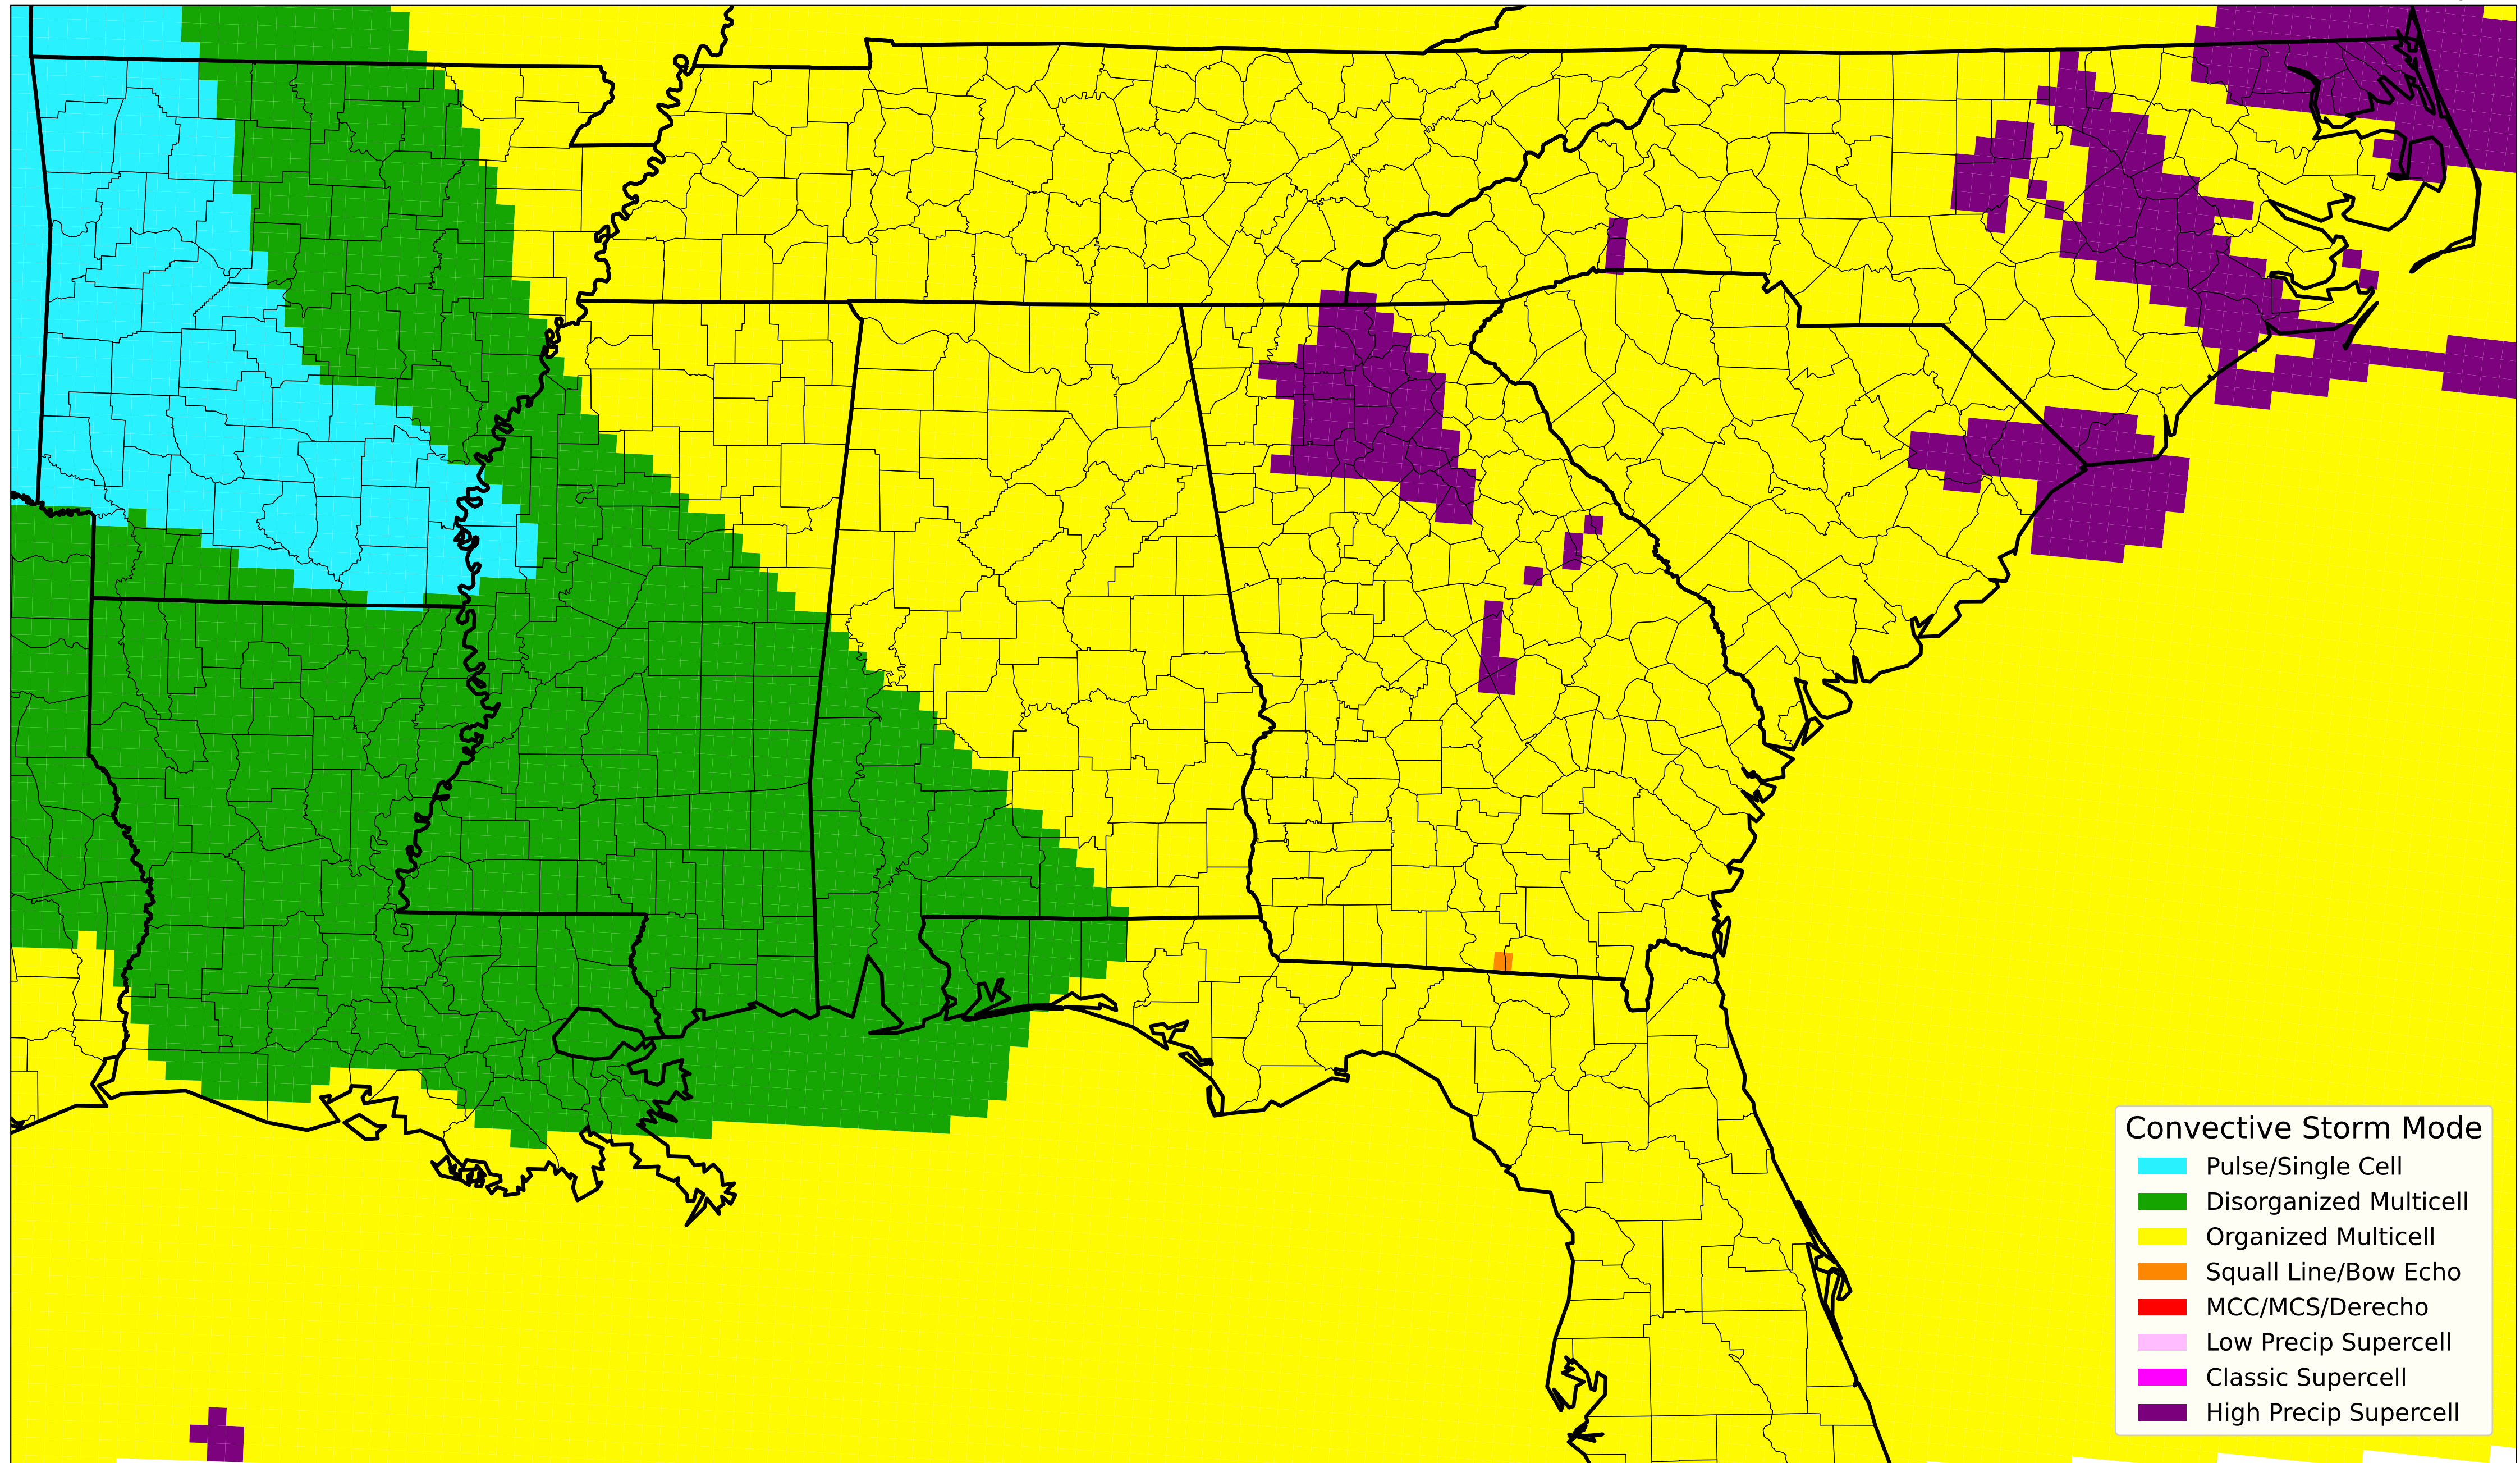 Convective Storm Mode
Pulse/Single Cell
Disorganized Multicell
Organized Multicell
Squall Line/Bow Echo
MCC/MCS/Derecho
Low Precip Supercell
Classic Supercell
High Precip Supercell